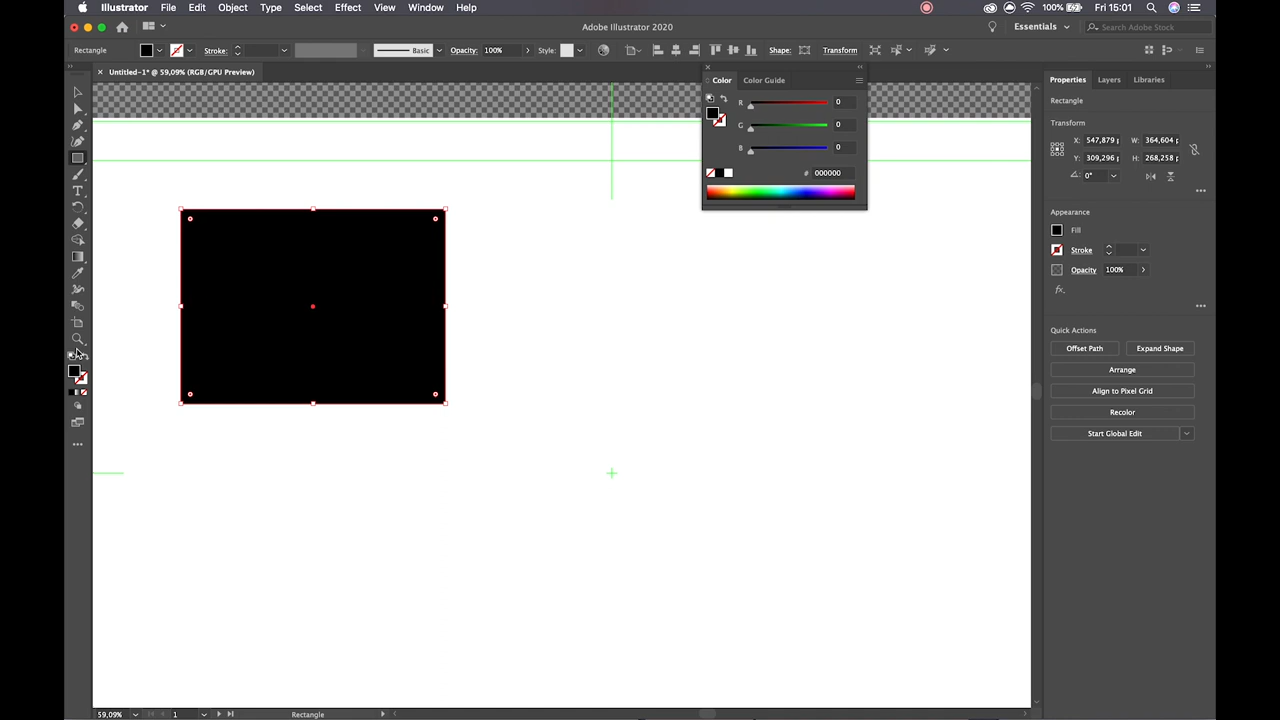 Illustrator File Edit Object Type Select Effect View Window Help 100% Fri 15:01
Adobe Illustrator 2020 Essentials Search Adobe Stock
Rectangle Stroke: Basic Opacity: 100% Style: Shape: Transform
× Untitled-1* @ 59,09% (RGB/GPU Preview)
Color Color Guide
R 0
G 0
B 0
# 000000
Properties Layers Libraries
Rectangle
Transform
X: 547,879 W: 364,604
Y: 309,296 H: 268,258
0°
Appearance
Fill
Stroke
Opacity 100%
fx.
Quick Actions
Offset Path Expand Shape
Arrange
Align to Pixel Grid
Recolor
Start Global Edit
59,09% 1 Rectangle